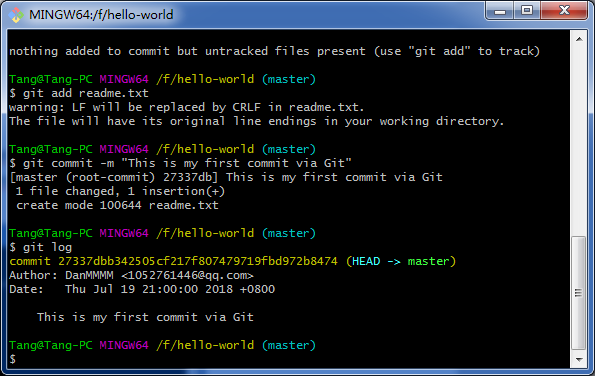 MINGW64:/f/hello-world
nothing added to commit but untracked files present (use "git add" to track)
Tang@Tang-PC MINGW64 /f/hello-world (master)
$ git add readme.txt
warning: LF will be replaced by CRLF in readme.txt.
The file will have its original line endings in your working directory.
Tang@Tang-PC MINGW64 /f/hello-world (master)
$ git commit -m "This is my first commit via Git"
[master (root-commit) 27337db] This is my first commit via Git
 1 file changed, 1 insertion(+)
 create mode 100644 readme.txt
Tang@Tang-PC MINGW64 /f/hello-world (master)
$ git log
commit 27337dbb342505cf217f807479719fbd972b8474 (HEAD -> master)
Author: DanMMMM <1052761446@qq.com>
Date:   Thu Jul 19 21:00:00 2018 +0800
    This is my first commit via Git
Tang@Tang-PC MINGW64 /f/hello-world (master)
$